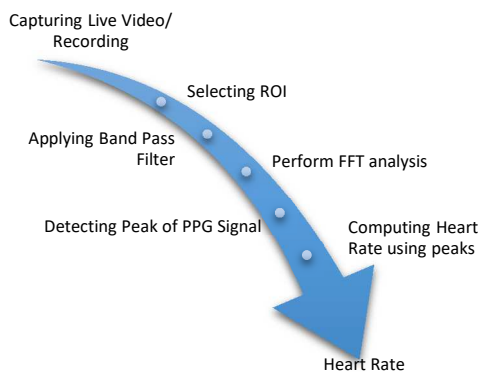 Capturing Live Video/
Recording
Selecting ROI
Applying Band Pass
Filter
Perform FFT analysis
Detecting Peak of PPG Signal
Computing Heart
Rate using peaks
Heart Rate